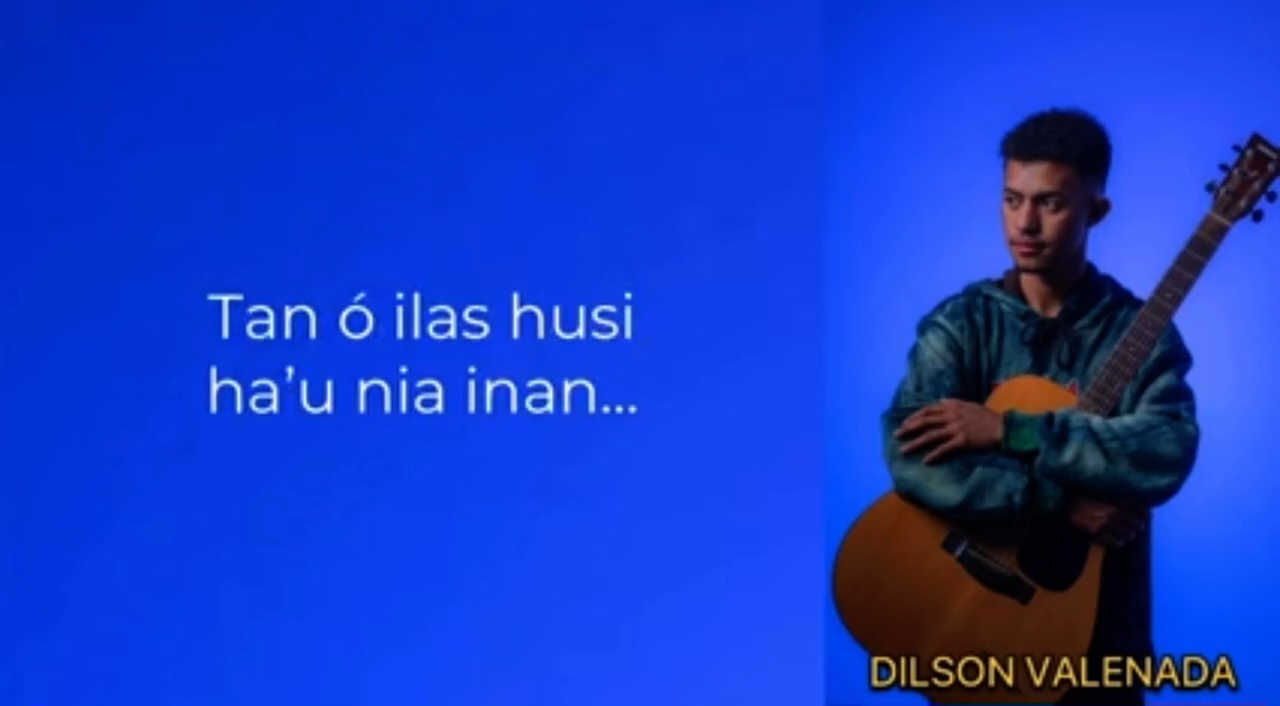 Tan ó ilas husi
ha’u nia inan...
DILSON VALENADA